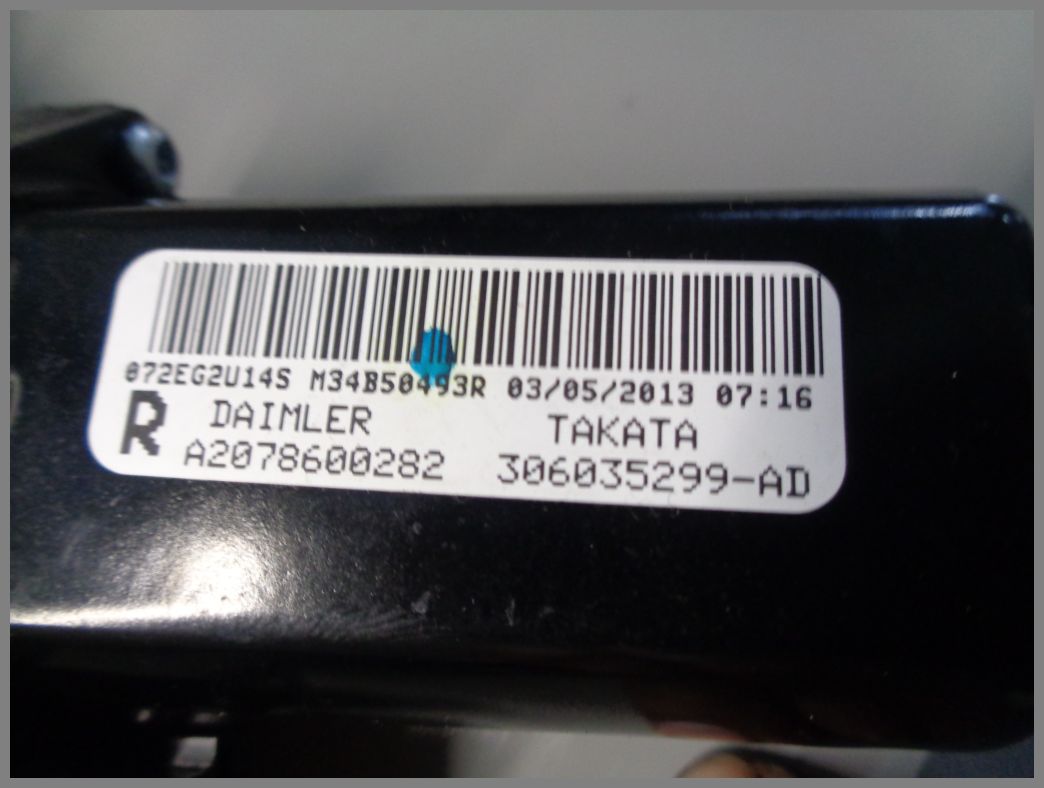 072EG2U14S M34B50493R 03/05/2013 07:16
R DAIMLER TAKATA
A2078600282 306035299-AD